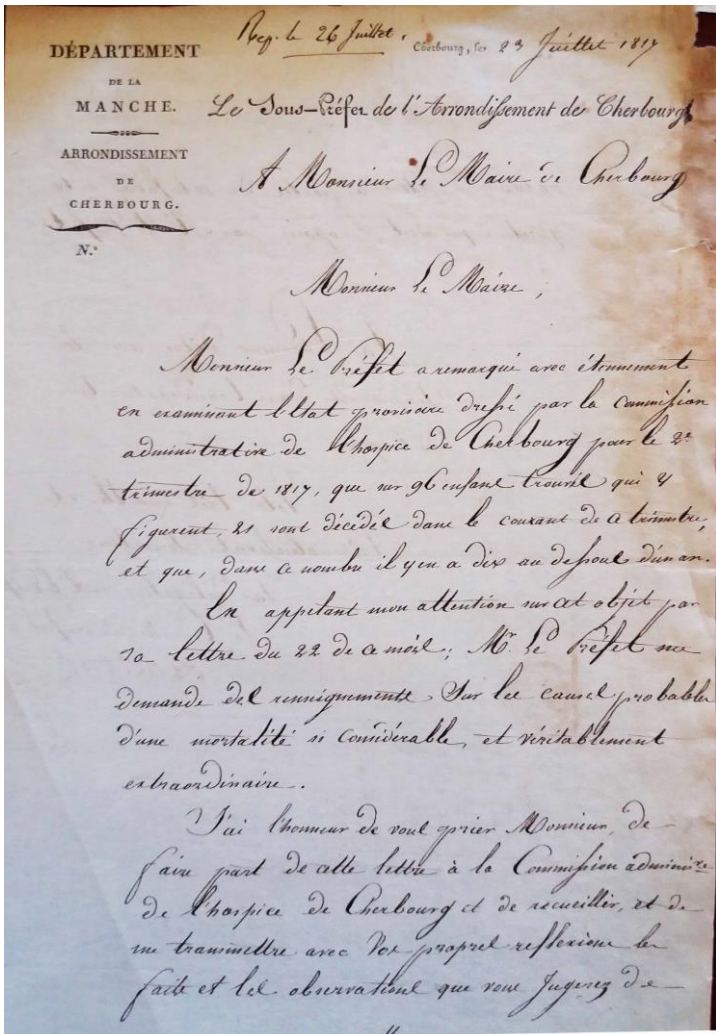 Rep. le 26 Juillet.
Cherbourg, les 23 Juillet 1817
DÉPARTEMENT
DE LA
MANCHE.
ARRONDISSEMENT
DE
CHERBOURG.
N.°
Le Sous-Préfet de l'Arrondissement de Cherbourg
A Monsieur Le Maire de Cherbourg
Monsieur Le Maire,
Monsieur Le Préfet a remarqué avec étonnement
en examinant l'Etat provisoire dressé par la Commission
administrative de l'hospice de Cherbourg pour le 2e
trimestre de 1817, que sur 96 enfans trouvés qui y
figurent, 21 sont décédés dans le courant de ce trimestre,
et que, dans ce nombre il y en a dix au dessous d'un an.
En appelant mon attention sur cet objet par
sa lettre du 22 de ce mois, Mr. Le Préfet me
demande des renseignements sur les causes probables
d'une mortalité si considérable, et véritablement
extraordinaire.
J'ai l'honneur de vous prier Monsieur, de
faire part de cette lettre à la Commission adminis.ve
de l'hospice de Cherbourg et de recueillir, et de
me transmettre avec vos propres reflexions les
faits et les observations que vous Jugerez de